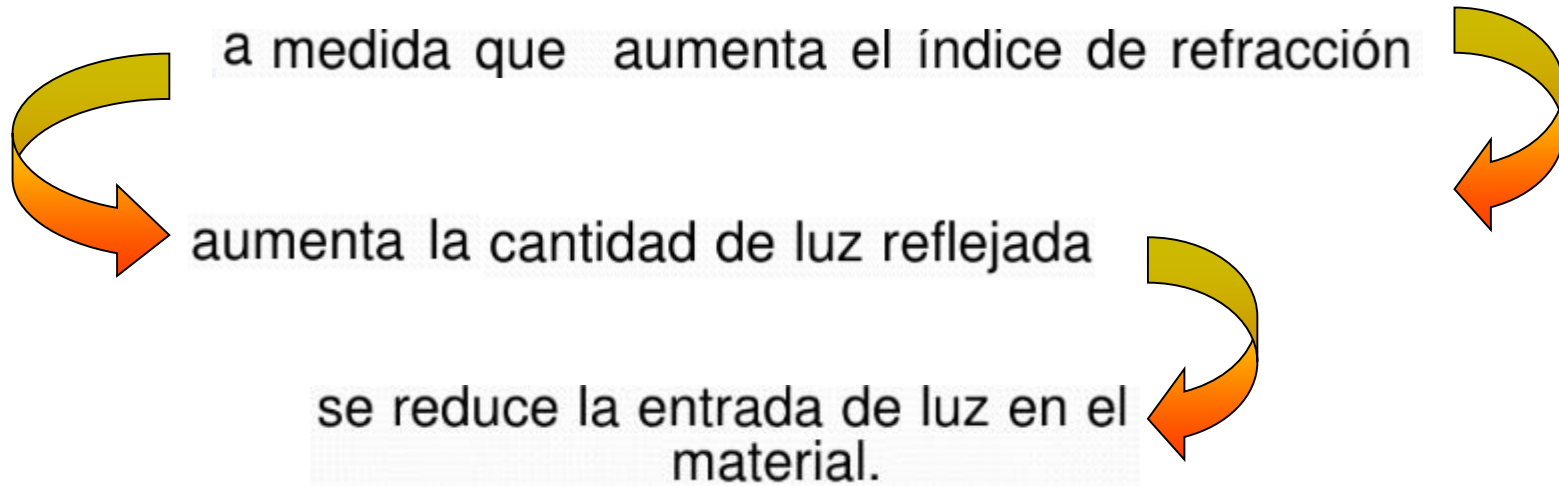 a medida que aumenta el índice de refracción
aumenta la cantidad de luz reflejada
se reduce la entrada de luz en el
material.